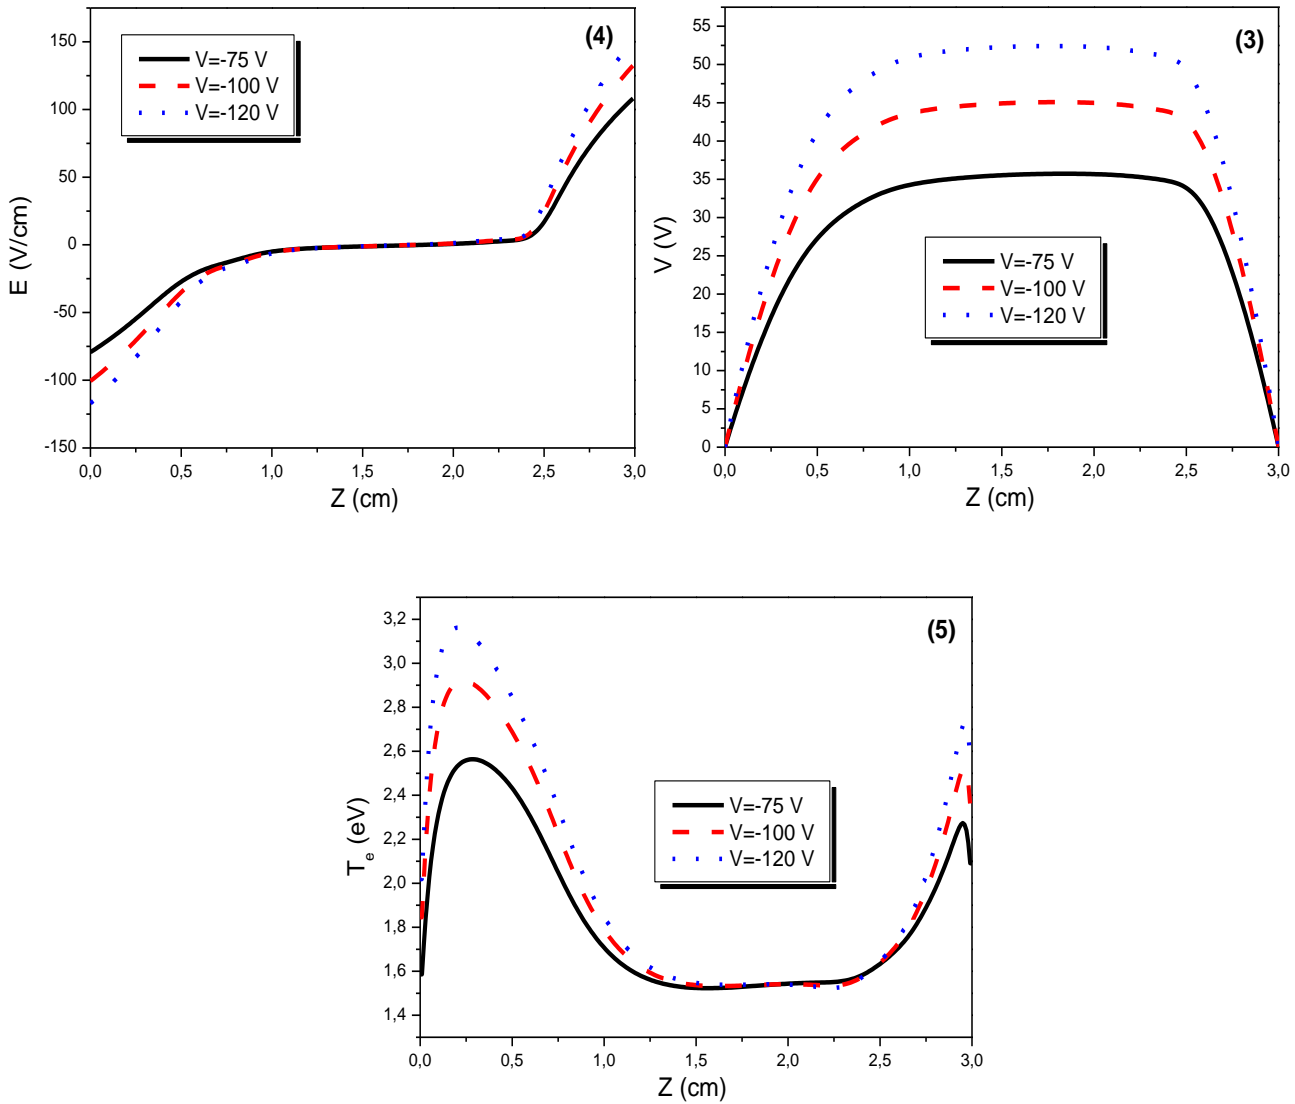 (4)
V=-75 V
V=-100 V
V=-120 V
150
100
50
0
-50
-100
-150
E (V/cm)
0,0 0,5 1,0 1,5 2,0 2,5 3,0
Z (cm)
(3)
55
50
45
40
35
30
25
20
15
10
5
0
V (V)
V=-75 V
V=-100 V
V=-120 V
0,0 0,5 1,0 1,5 2,0 2,5 3,0
Z (cm)
(5)
3,2
3,0
2,8
2,6
2,4
2,2
2,0
1,8
1,6
1,4
Te (eV)
V=-75 V
V=-100 V
V=-120 V
0,0 0,5 1,0 1,5 2,0 2,5 3,0
Z (cm)